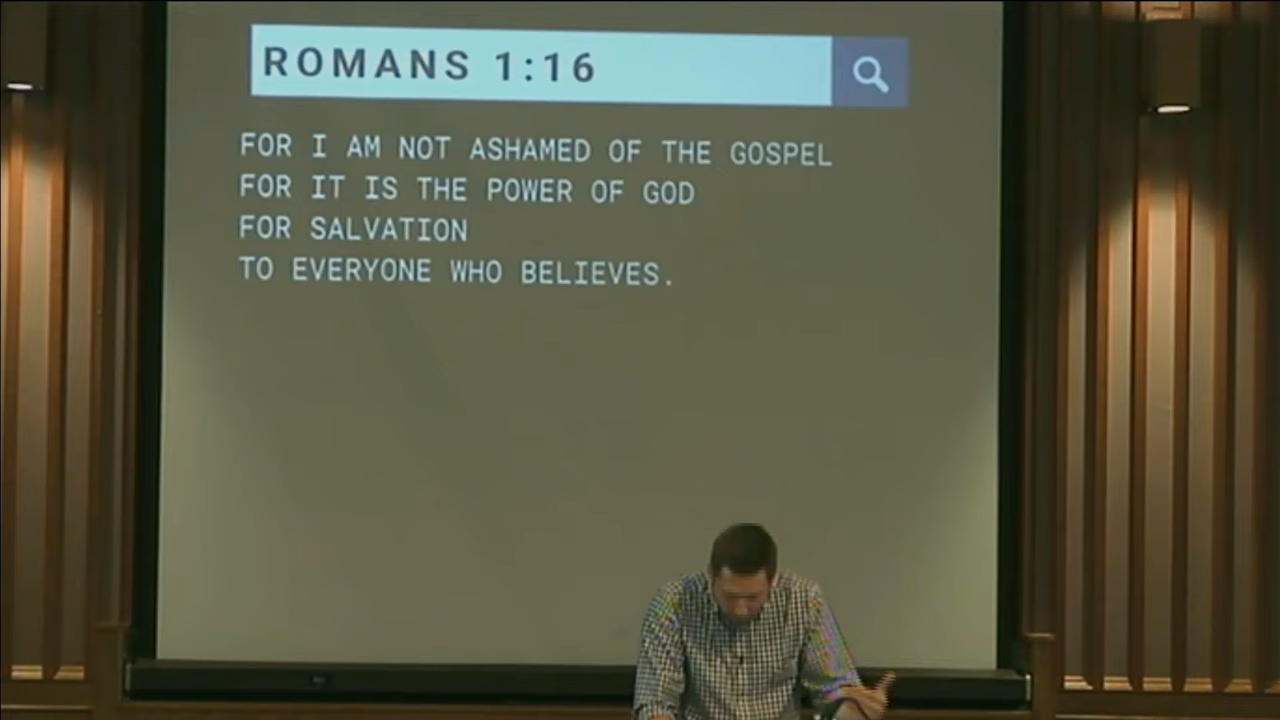 ROMANS 1:16
FOR I AM NOT ASHAMED OF THE GOSPEL
FOR IT IS THE POWER OF GOD
FOR SALVATION
TO EVERYONE WHO BELIEVES.